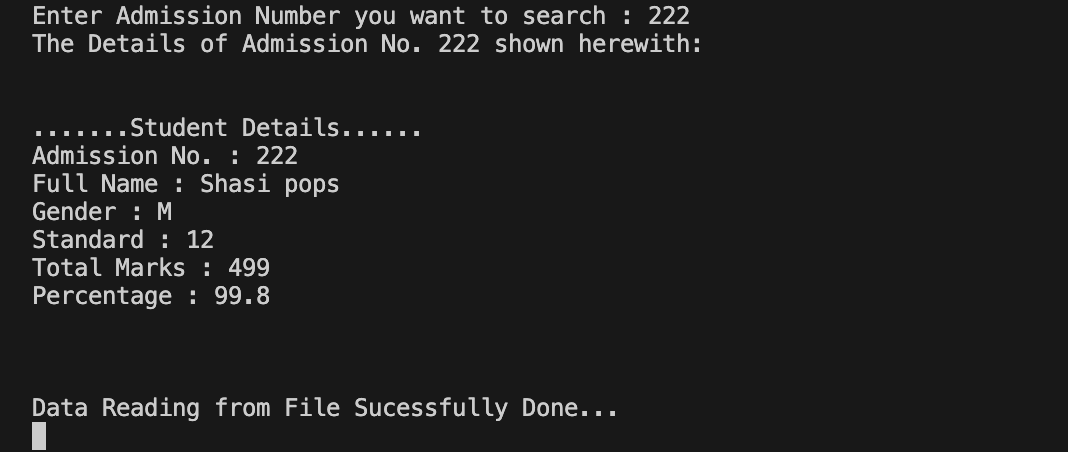 Enter Admission Number you want to search : 222
The Details of Admission No. 222 shown herewith:
.......Student Details......
Admission No. : 222
Full Name : Shasi pops
Gender : M
Standard : 12
Total Marks : 499
Percentage : 99.8
Data Reading from File Sucessfully Done...